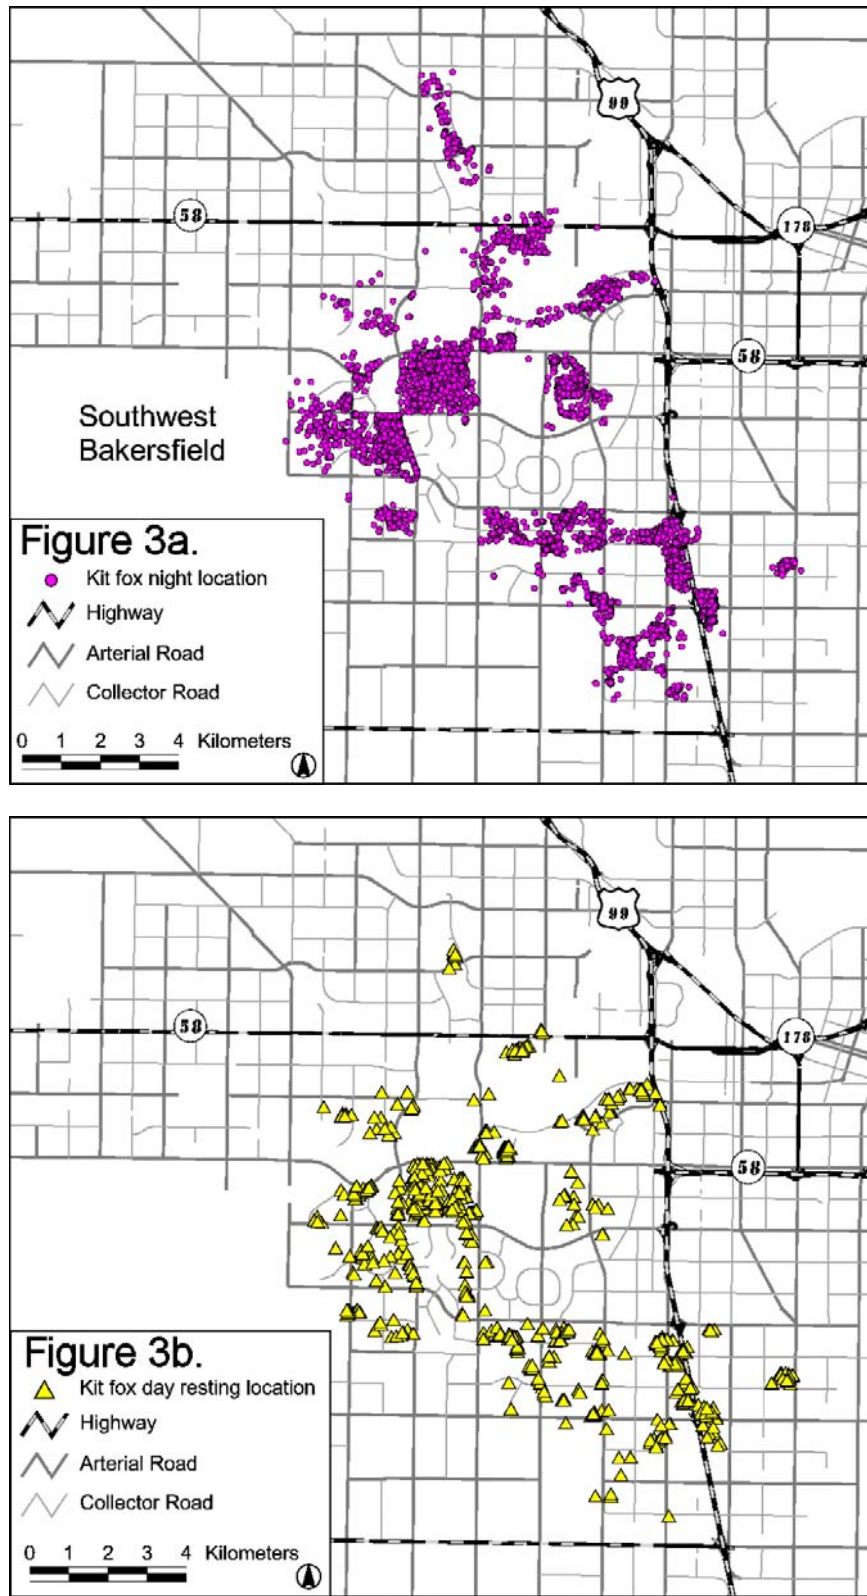 99
58
178
58
Southwest
Bakersfield
Figure 3a.
Kit fox night location
Highway
Arterial Road
Collector Road
0 1 2 3 4 Kilometers
99
58
178
58
Figure 3b.
Kit fox day resting location
Highway
Arterial Road
Collector Road
0 1 2 3 4 Kilometers